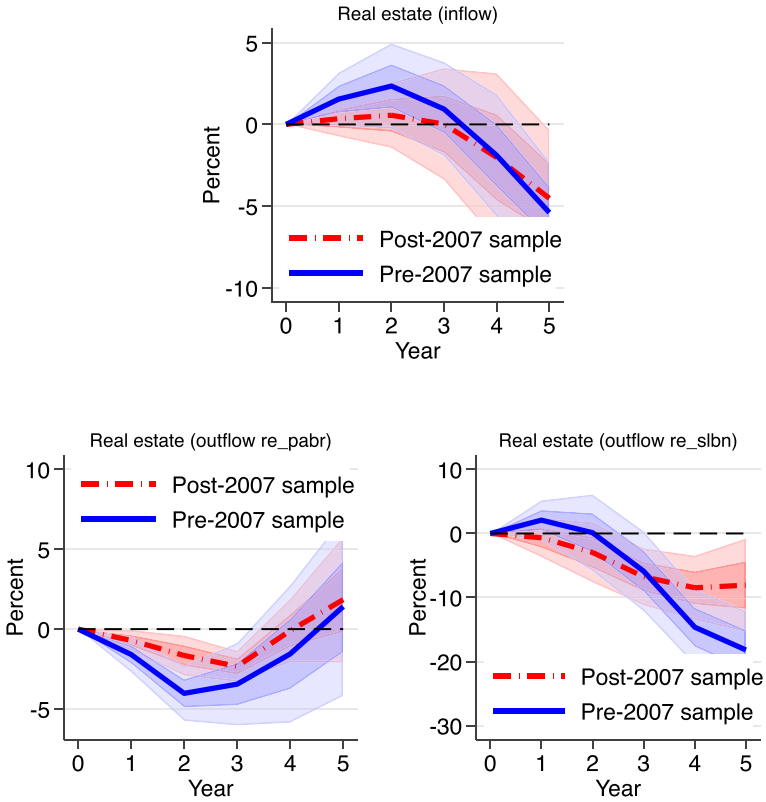 Real estate (inflow)
5
0
-5
-10
Percent
Post-2007 sample
Pre-2007 sample
0 1 2 3 4 5
Year
Real estate (outflow re_pabr)
10
5
0
-5
Percent
Post-2007 sample
Pre-2007 sample
0 1 2 3 4 5
Year
Real estate (outflow re_slbn)
10
0
-10
-20
-30
Percent
Post-2007 sample
Pre-2007 sample
0 1 2 3 4 5
Year